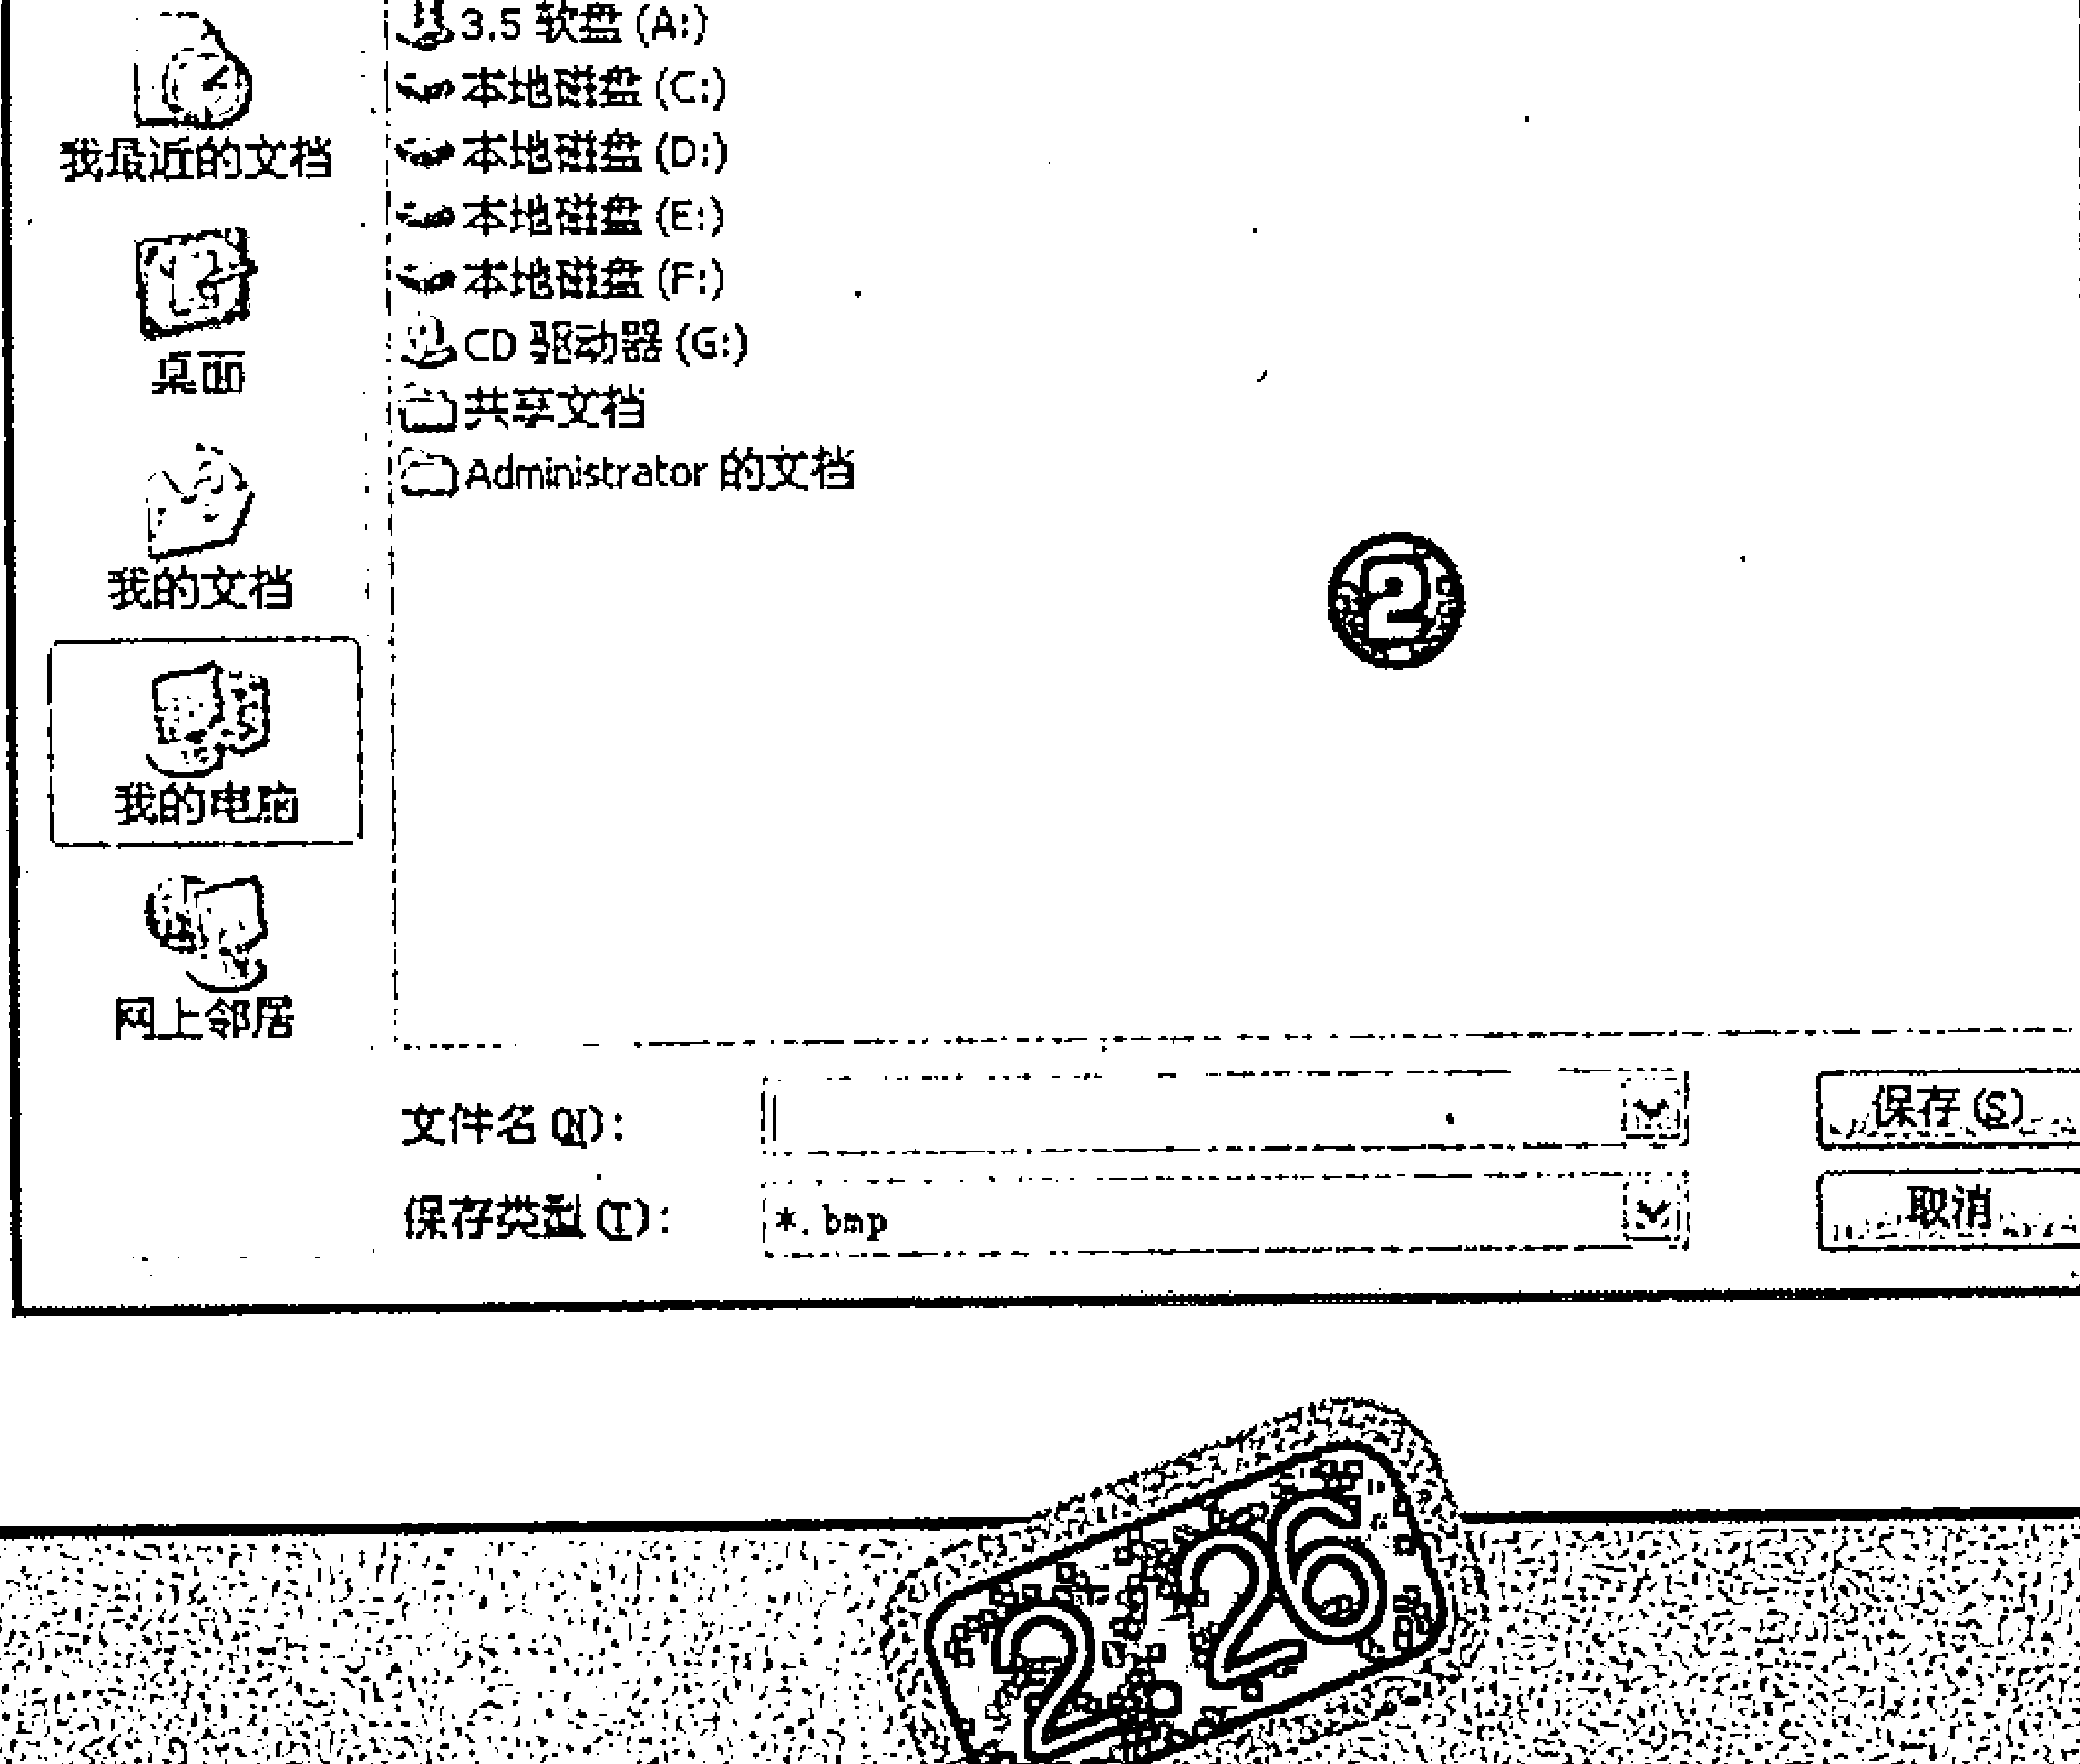 3.5 软盘 (A:)
本地磁盘 (C:)
本地磁盘 (D:)
本地磁盘 (E:)
本地磁盘 (F:)
CD 驱动器 (G:)
共享文档
Administrator 的文档
我最近的文档
桌面
我的文档
我的电脑
网上邻居
2
文件名(N):
保存(S)
保存类型(T):
*.bmp
取消
2.26